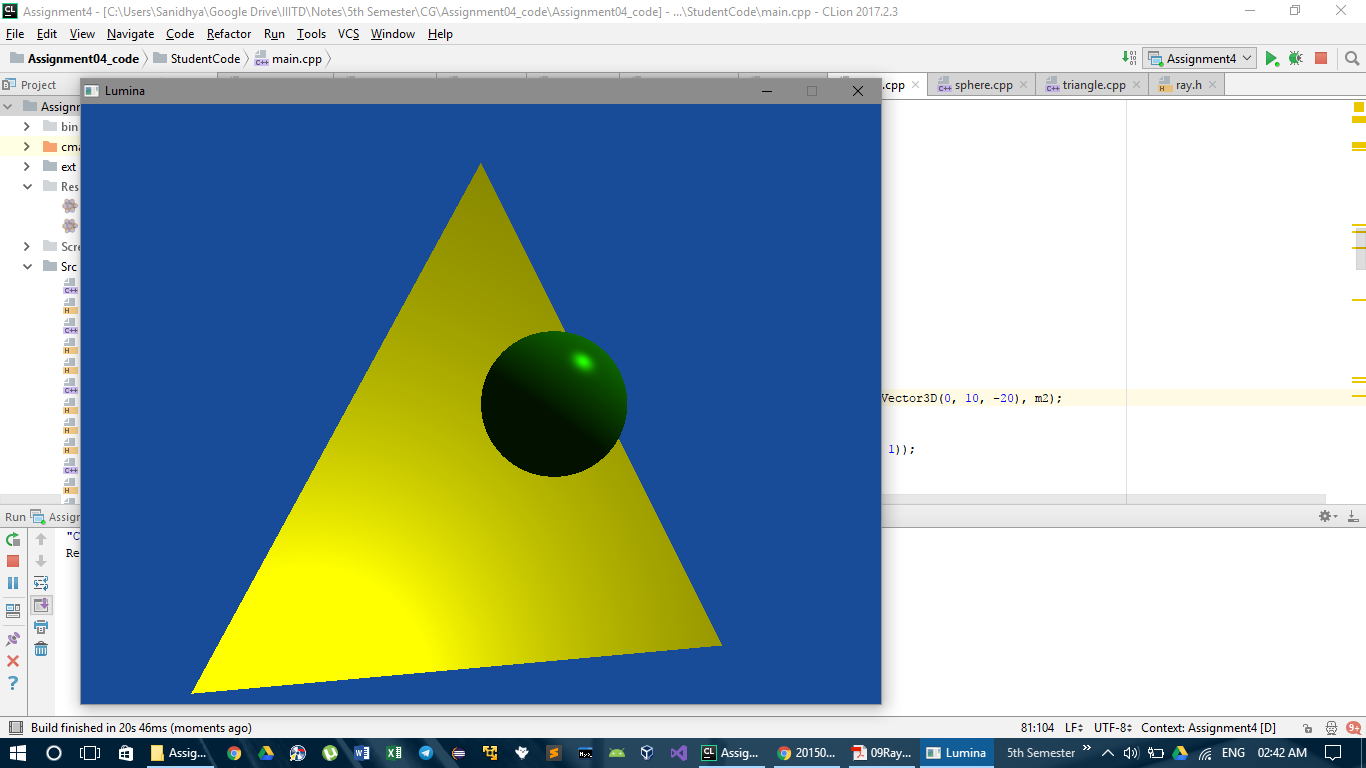 Assignment4 - [C:\Users\Sanidhya\Google Drive\IIITD\Notes\5th Semester\CG\Assignment04_code\Assignment04_code] - ...\StudentCode\main.cpp - CLion 2017.2.3
File Edit View Navigate Code Refactor Run Tools VCS Window Help
Assignment04_code StudentCode main.cpp Assignment4
Project Lumina .cpp sphere.cpp triangle.cpp ray.h
Assignm
bin
cma
ext
Res
Scre
Src
Vector3D(0, 10, -20), m2);
1));
Run Assign
"C
Re
Build finished in 20s 46ms (moments ago) 81:104 LF UTF-8 Context: Assignment4 [D] 9+
Assig... Assig... 20150... 09Ray... Lumina 5th Semester ENG 02:42 AM